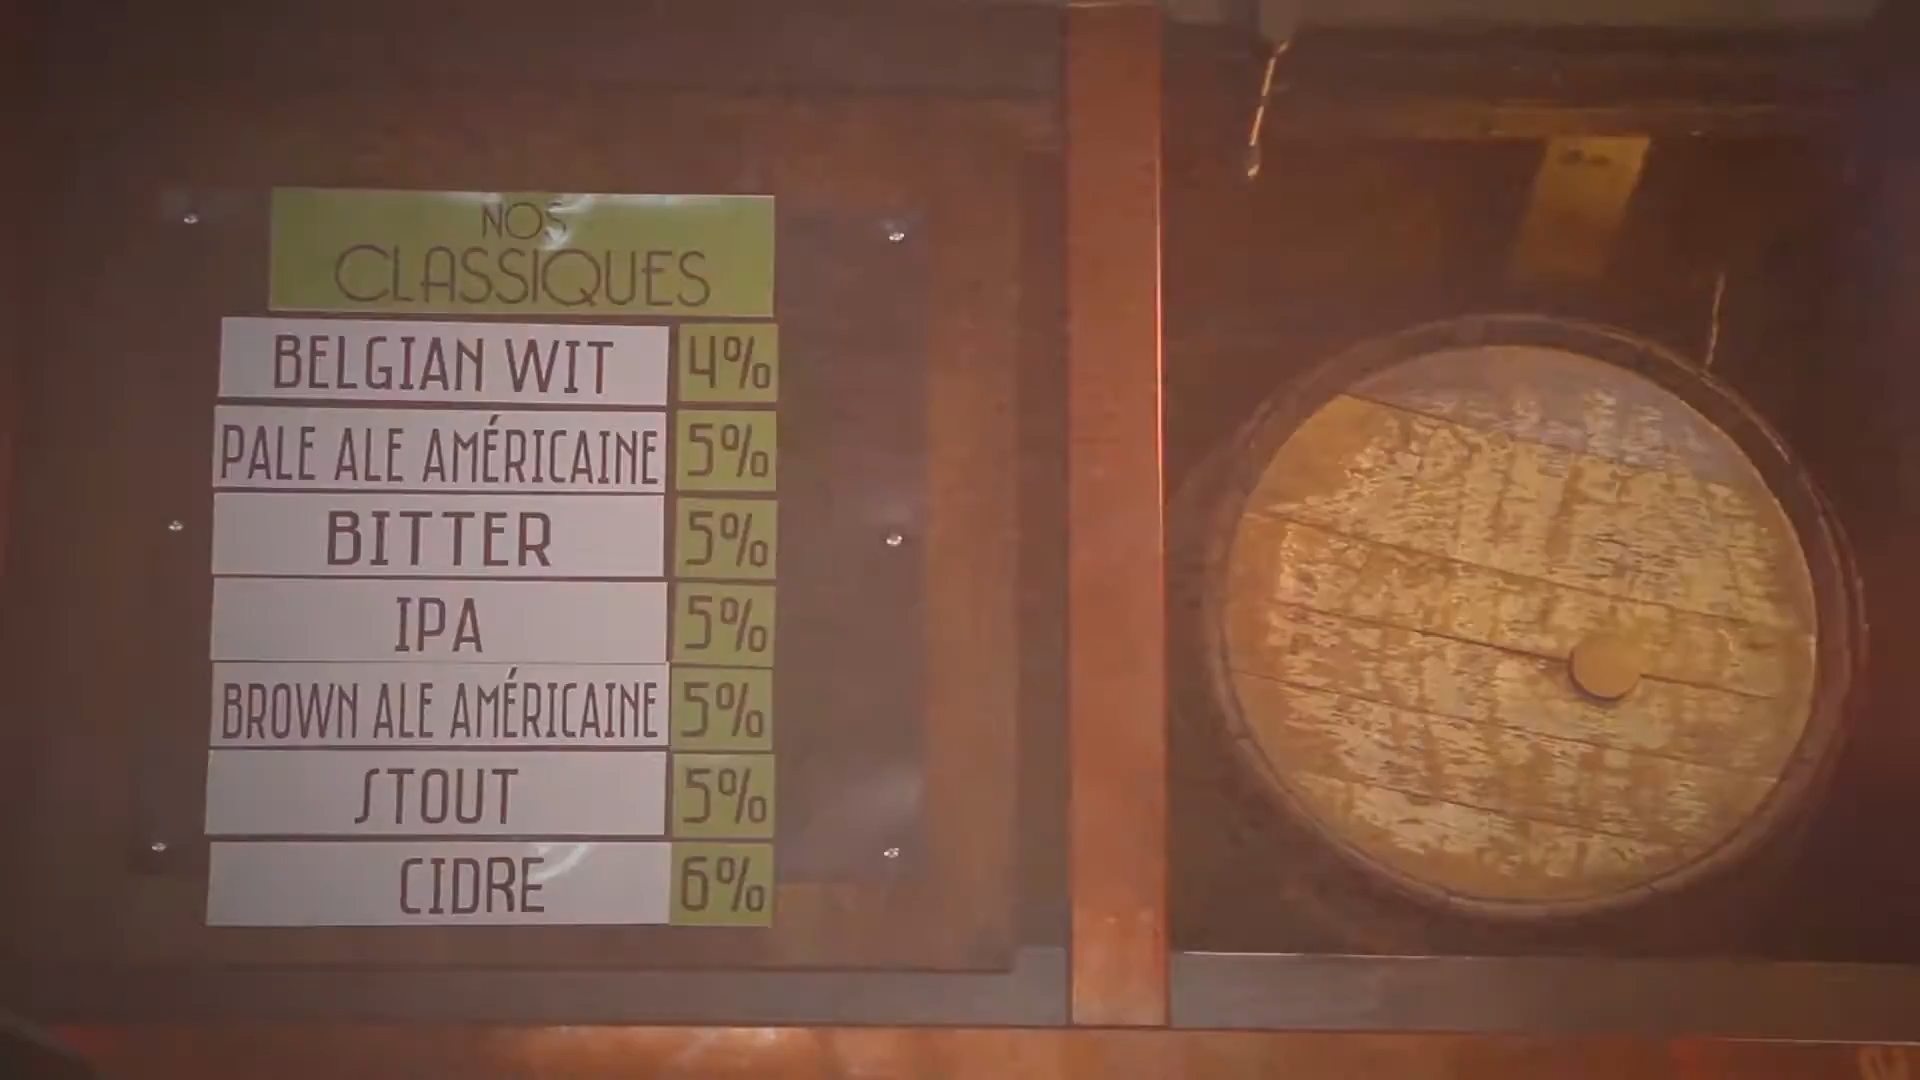 NOS
CLASSIQUES
BELGIAN WIT 4%
PALE ALE AMÉRICAINE 5%
BITTER 5%
IPA 5%
BROWN ALE AMÉRICAINE 5%
STOUT 5%
CIDRE 6%